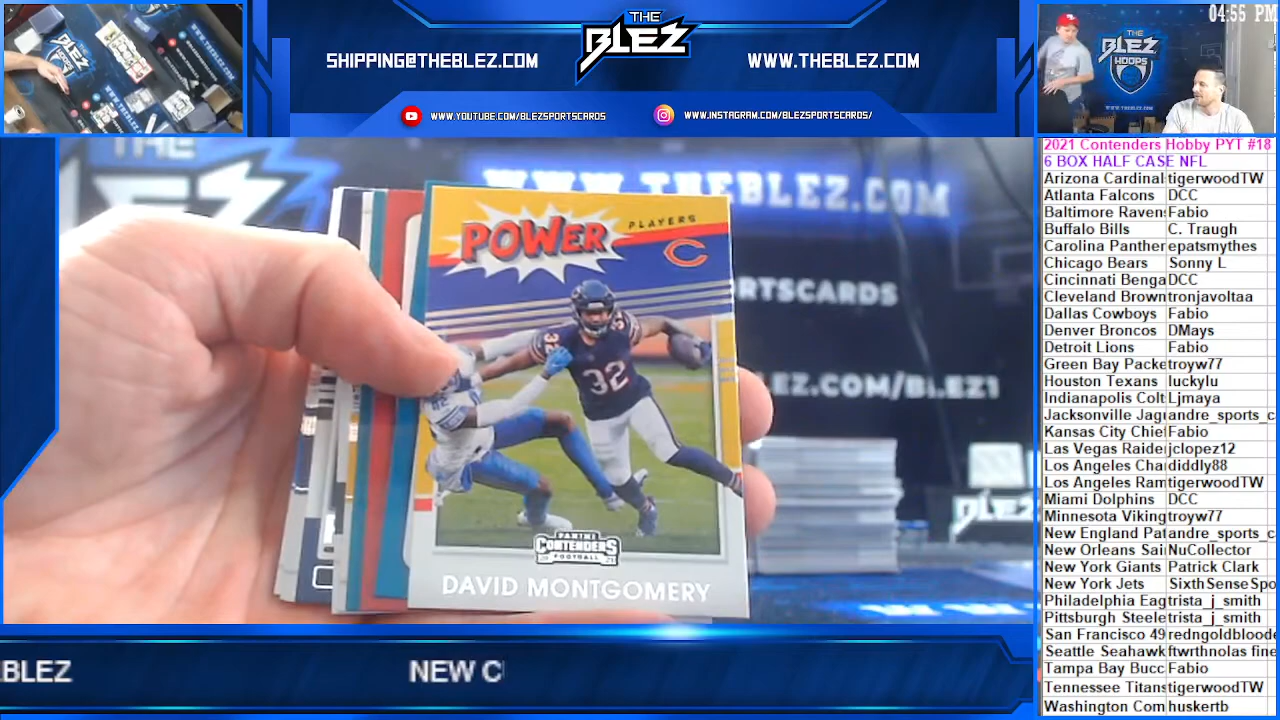 04:55 PM
THE
BLEZ
SHIPPING@THEBLEZ.COM
WWW.THEBLEZ.COM
WWW.YOUTUBE.COM/BLEZSPORTSCARDS
WWW.INSTAGRAM.COM/BLEZSPORTSCARDS/
THE
BLEZ
HOOPS
THE
WWW.THEBLEZ.COM
RTSCARDS
EZ.COM/BLEZ1
POWER
PLAYERS
C
32
32
32
PANINI
CONTENDERS
FOOTBALL
DAVID MONTGOMERY
BLEZ
2021 Contenders Hobby PYT #18
6 BOX HALF CASE NFL
Arizona Cardinal tigerwoodTW
Atlanta Falcons DCC
Baltimore Raven Fabio
Buffalo Bills C. Traugh
Carolina Panther epatsmythes
Chicago Bears Sonny L
Cincinnati Benga DCC
Cleveland Brown tronjavoltaa
Dallas Cowboys Fabio
Denver Broncos DMays
Detroit Lions Fabio
Green Bay Packe troyw77
Houston Texans luckylu
Indianapolis Colt Ljmaya
Jacksonville Jag andre_sports_c
Kansas City Chie Fabio
Las Vegas Raide jclopez12
Los Angeles Cha diddly88
Los Angeles Ram tigerwoodTW
Miami Dolphins DCC
Minnesota Viking troyw77
New England Pat andre_sports_c
New Orleans Sai NuCollector
New York Giants Patrick Clark
New York Jets SixthSenseSpo
Philadelphia Eag trista_j_smith
Pittsburgh Steele trista_j_smith
San Francisco 49 redngoldbloode
Seattle Seahawk ftwrthnolas fine
Tampa Bay Bucc Fabio
Tennessee Titans tigerwoodTW
Washington Com huskertb
EBLEZ
NEW C